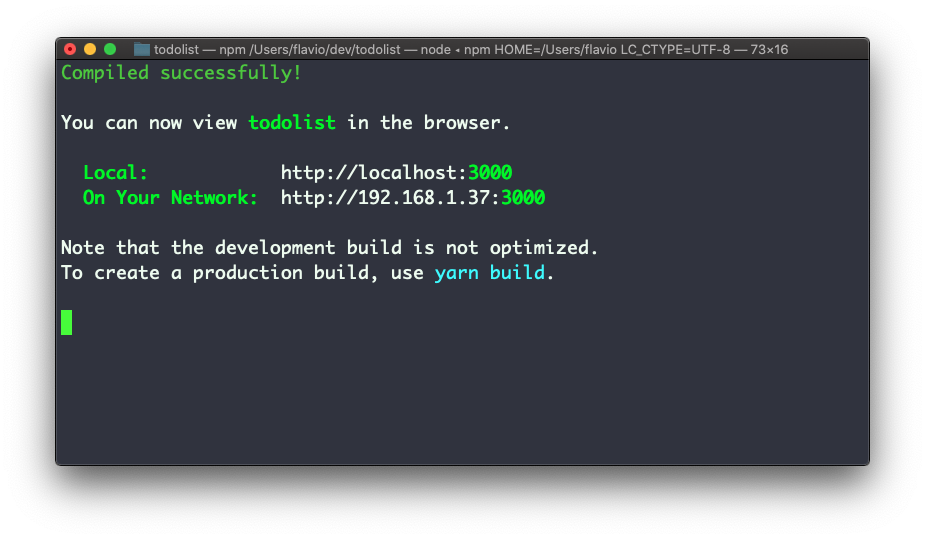 todolist — npm /Users/flavio/dev/todolist — node ◂ npm HOME=/Users/flavio LC_CTYPE=UTF-8 — 73×16
Compiled successfully!
You can now view todolist in the browser.
Local: http://localhost:3000
On Your Network: http://192.168.1.37:3000
Note that the development build is not optimized.
To create a production build, use yarn build.